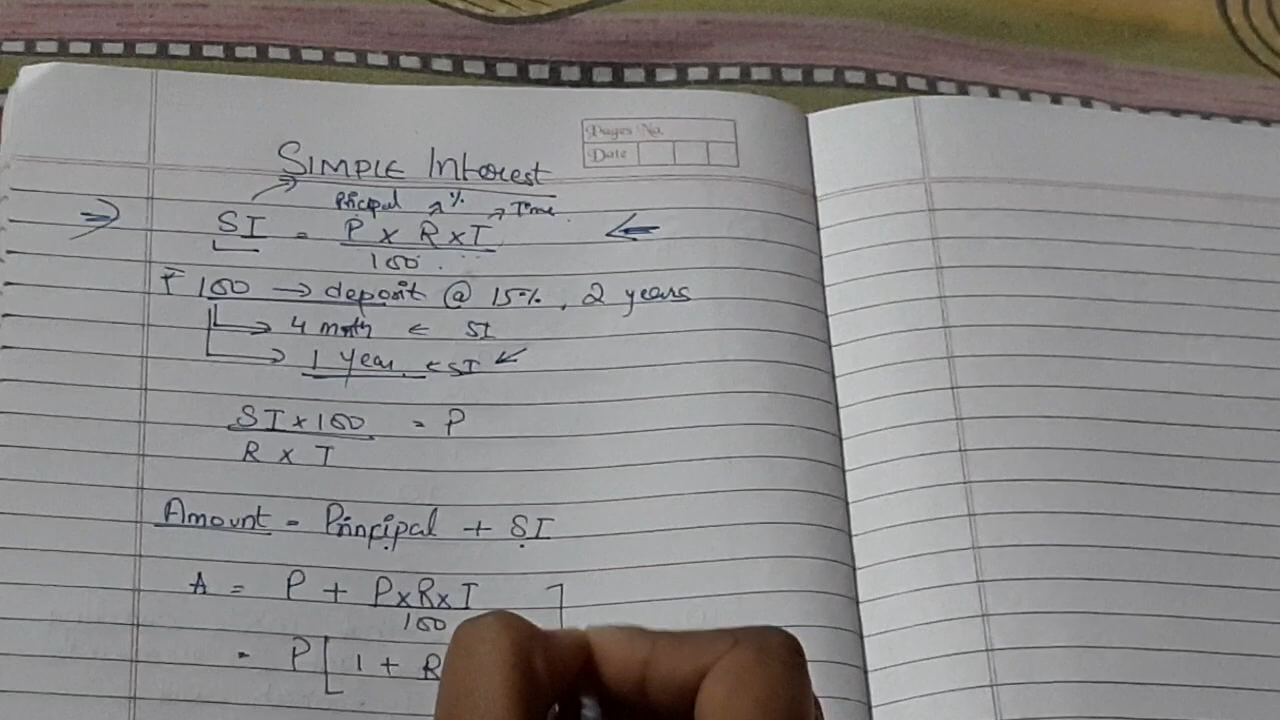 Pages No.
Date
SIMPLE Interest
Pricipal % Time
SI = P x R x T
100
₹ 100 → deposit @ 15%, 2 years
→ 4 month ← SI
→ 1 year ← SI
SI x 100 = P
R x T
Amount = Principal + SI
A = P + P x R x T
100
= P [ 1 + R